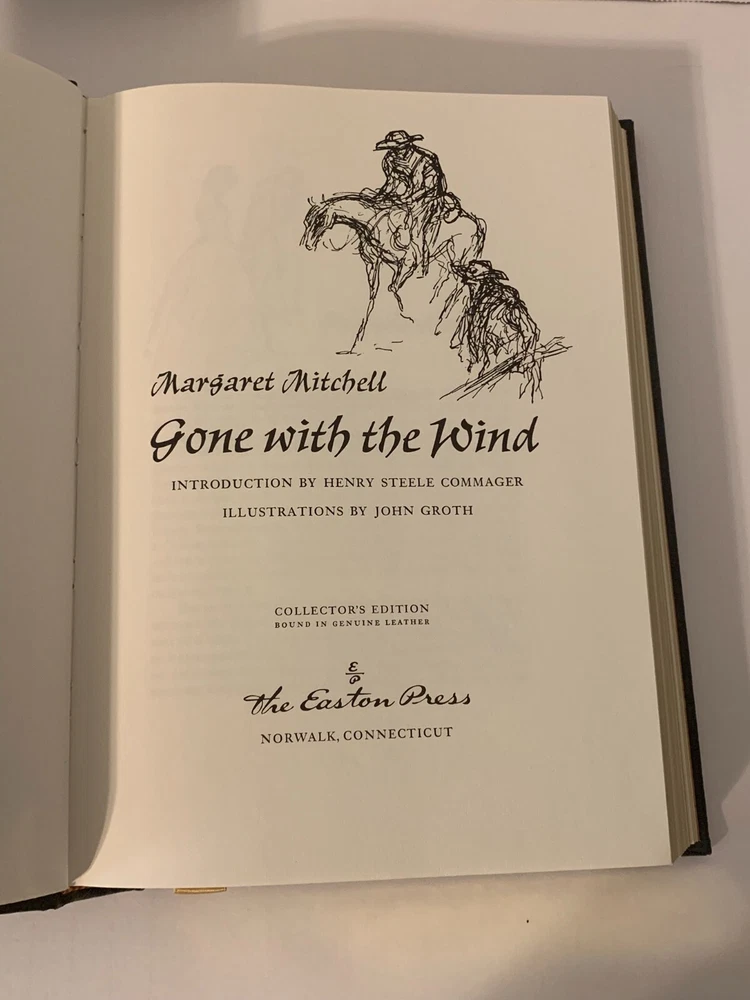 Margaret Mitchell
Gone with the Wind
INTRODUCTION BY HENRY STEELE COMMAGER
ILLUSTRATIONS BY JOHN GROTH
COLLECTOR'S EDITION
BOUND IN GENUINE LEATHER
E
P
The Easton Press
NORWALK, CONNECTICUT